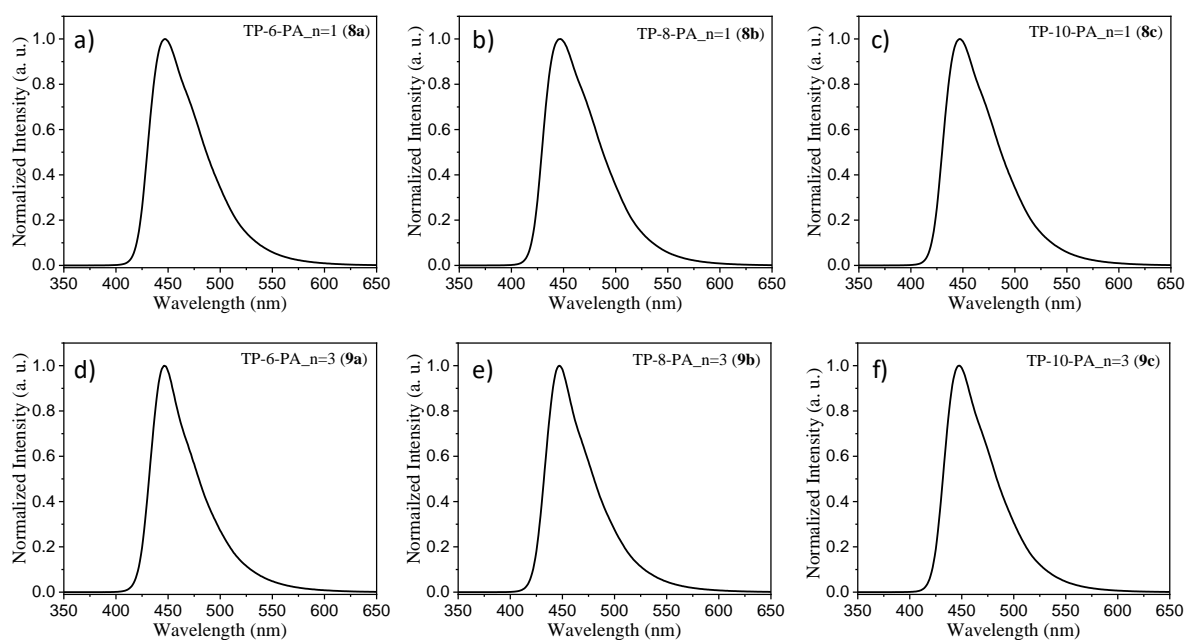 a)
TP-6-PA_n=1 (8a)
Normalized Intensity (a. u.)
1.0
0.8
0.6
0.4
0.2
0.0
350 400 450 500 550 600 650
Wavelength (nm)
b)
TP-8-PA_n=1 (8b)
Normalized Intensity (a. u.)
1.0
0.8
0.6
0.4
0.2
0.0
350 400 450 500 550 600 650
Wavelength (nm)
c)
TP-10-PA_n=1 (8c)
Normalized Intensity (a. u.)
1.0
0.8
0.6
0.4
0.2
0.0
350 400 450 500 550 600 650
Wavelength (nm)
d)
TP-6-PA_n=3 (9a)
Normalized Intensity (a. u.)
1.0
0.8
0.6
0.4
0.2
0.0
350 400 450 500 550 600 650
Wavelength (nm)
e)
TP-8-PA_n=3 (9b)
Normailzed Intensity (a. u.)
1.0
0.8
0.6
0.4
0.2
0.0
350 400 450 500 550 600 650
Wavelength (nm)
f)
TP-10-PA_n=3 (9c)
Normalized Intensity (a. u.)
1.0
0.8
0.6
0.4
0.2
0.0
350 400 450 500 550 600 650
Wavelength (nm)